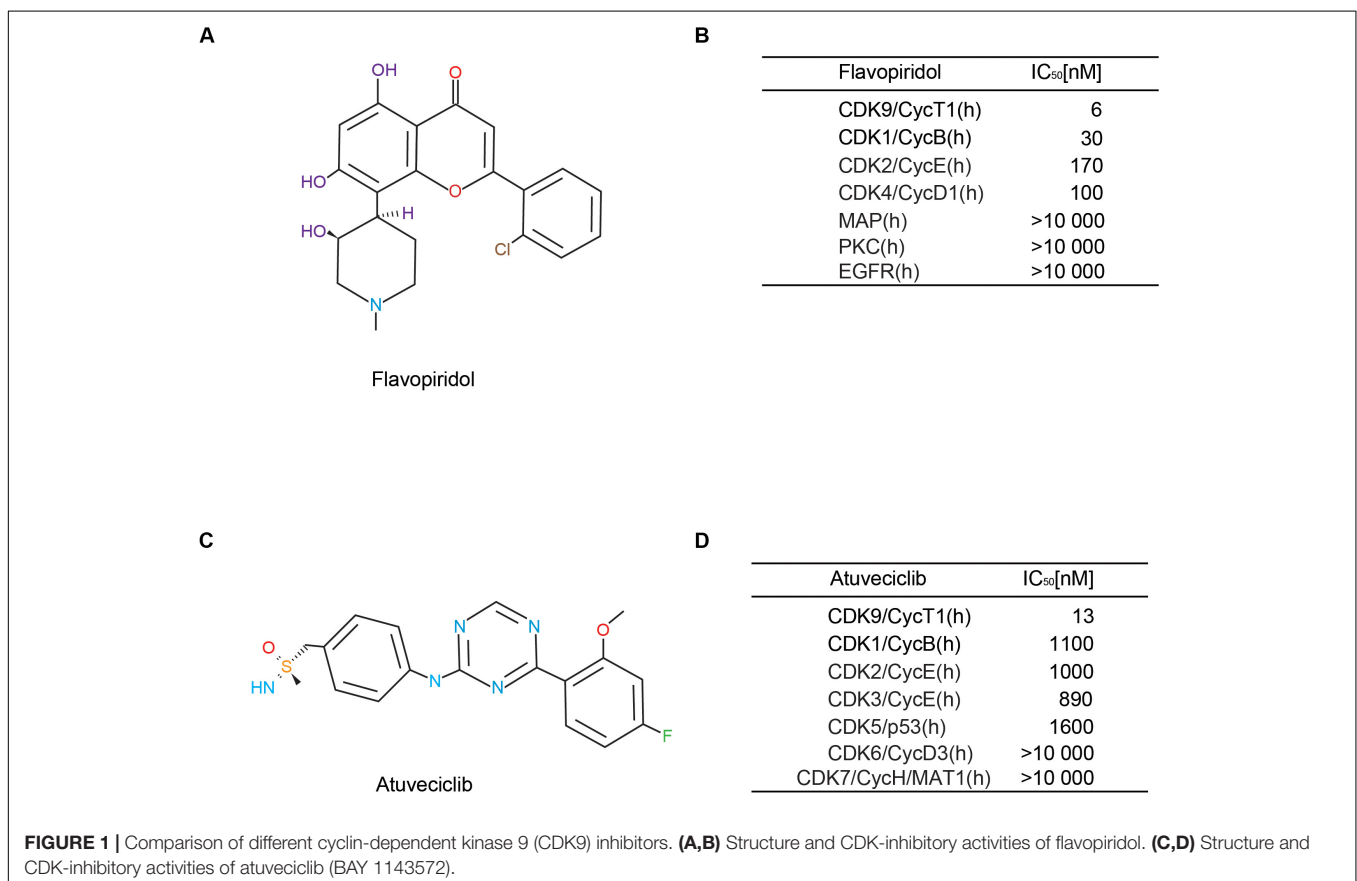 A
OH
O
HO
O
H
HO
Cl
N
Flavopiridol
B
Flavopiridol IC50[nM]
CDK9/CycT1(h) 6
CDK1/CycB(h) 30
CDK2/CycE(h) 170
CDK4/CycD1(h) 100
MAP(h) >10 000
PKC(h) >10 000
EGFR(h) >10 000
C
O
S
HN
N
N
N
N
O
F
Atuveciclib
D
Atuveciclib IC50[nM]
CDK9/CycT1(h) 13
CDK1/CycB(h) 1100
CDK2/CycE(h) 1000
CDK3/CycE(h) 890
CDK5/p53(h) 1600
CDK6/CycD3(h) >10 000
CDK7/CycH/MAT1(h) >10 000
FIGURE 1 | Comparison of different cyclin-dependent kinase 9 (CDK9) inhibitors. (A,B) Structure and CDK-inhibitory activities of flavopiridol. (C,D) Structure and
CDK-inhibitory activities of atuveciclib (BAY 1143572).